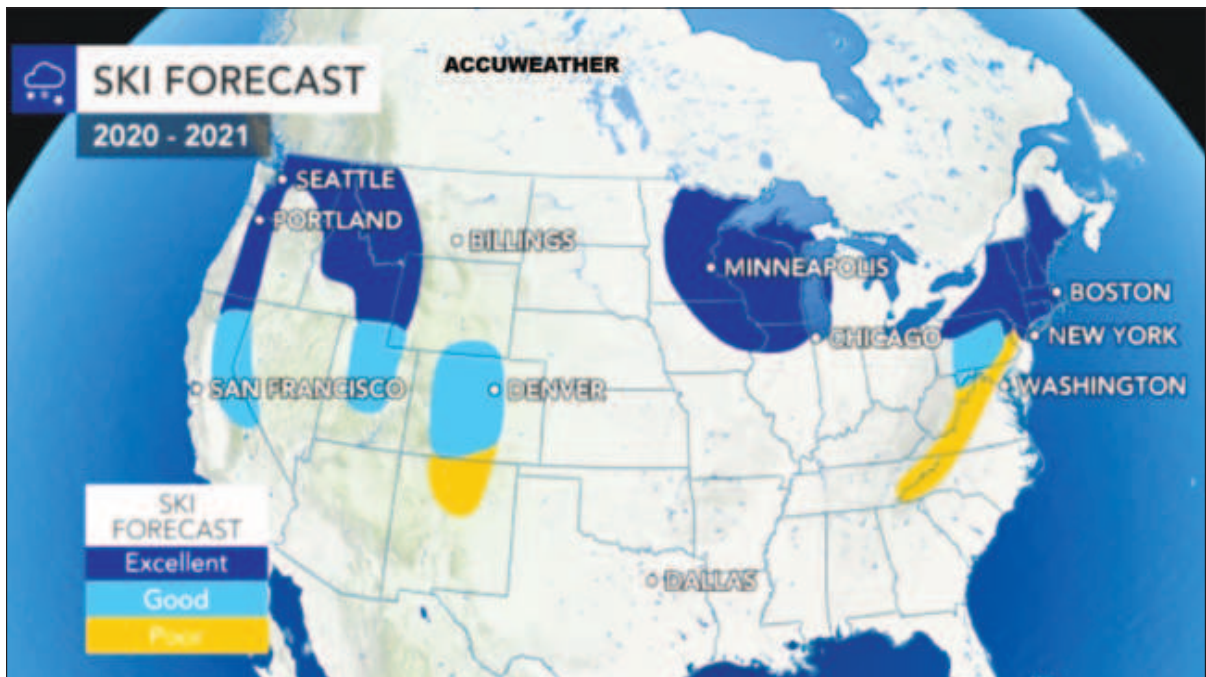 ACCUWEATHER
SKI FORECAST
2020 - 2021
SEATTLE
PORTLAND
BILLINGS
MINNEAPOLIS
BOSTON
CHICAGO
NEW YORK
SAN FRANCISCO
DENVER
WASHINGTON
SKI
FORECAST
Excellent
Good
Poor
DALLAS